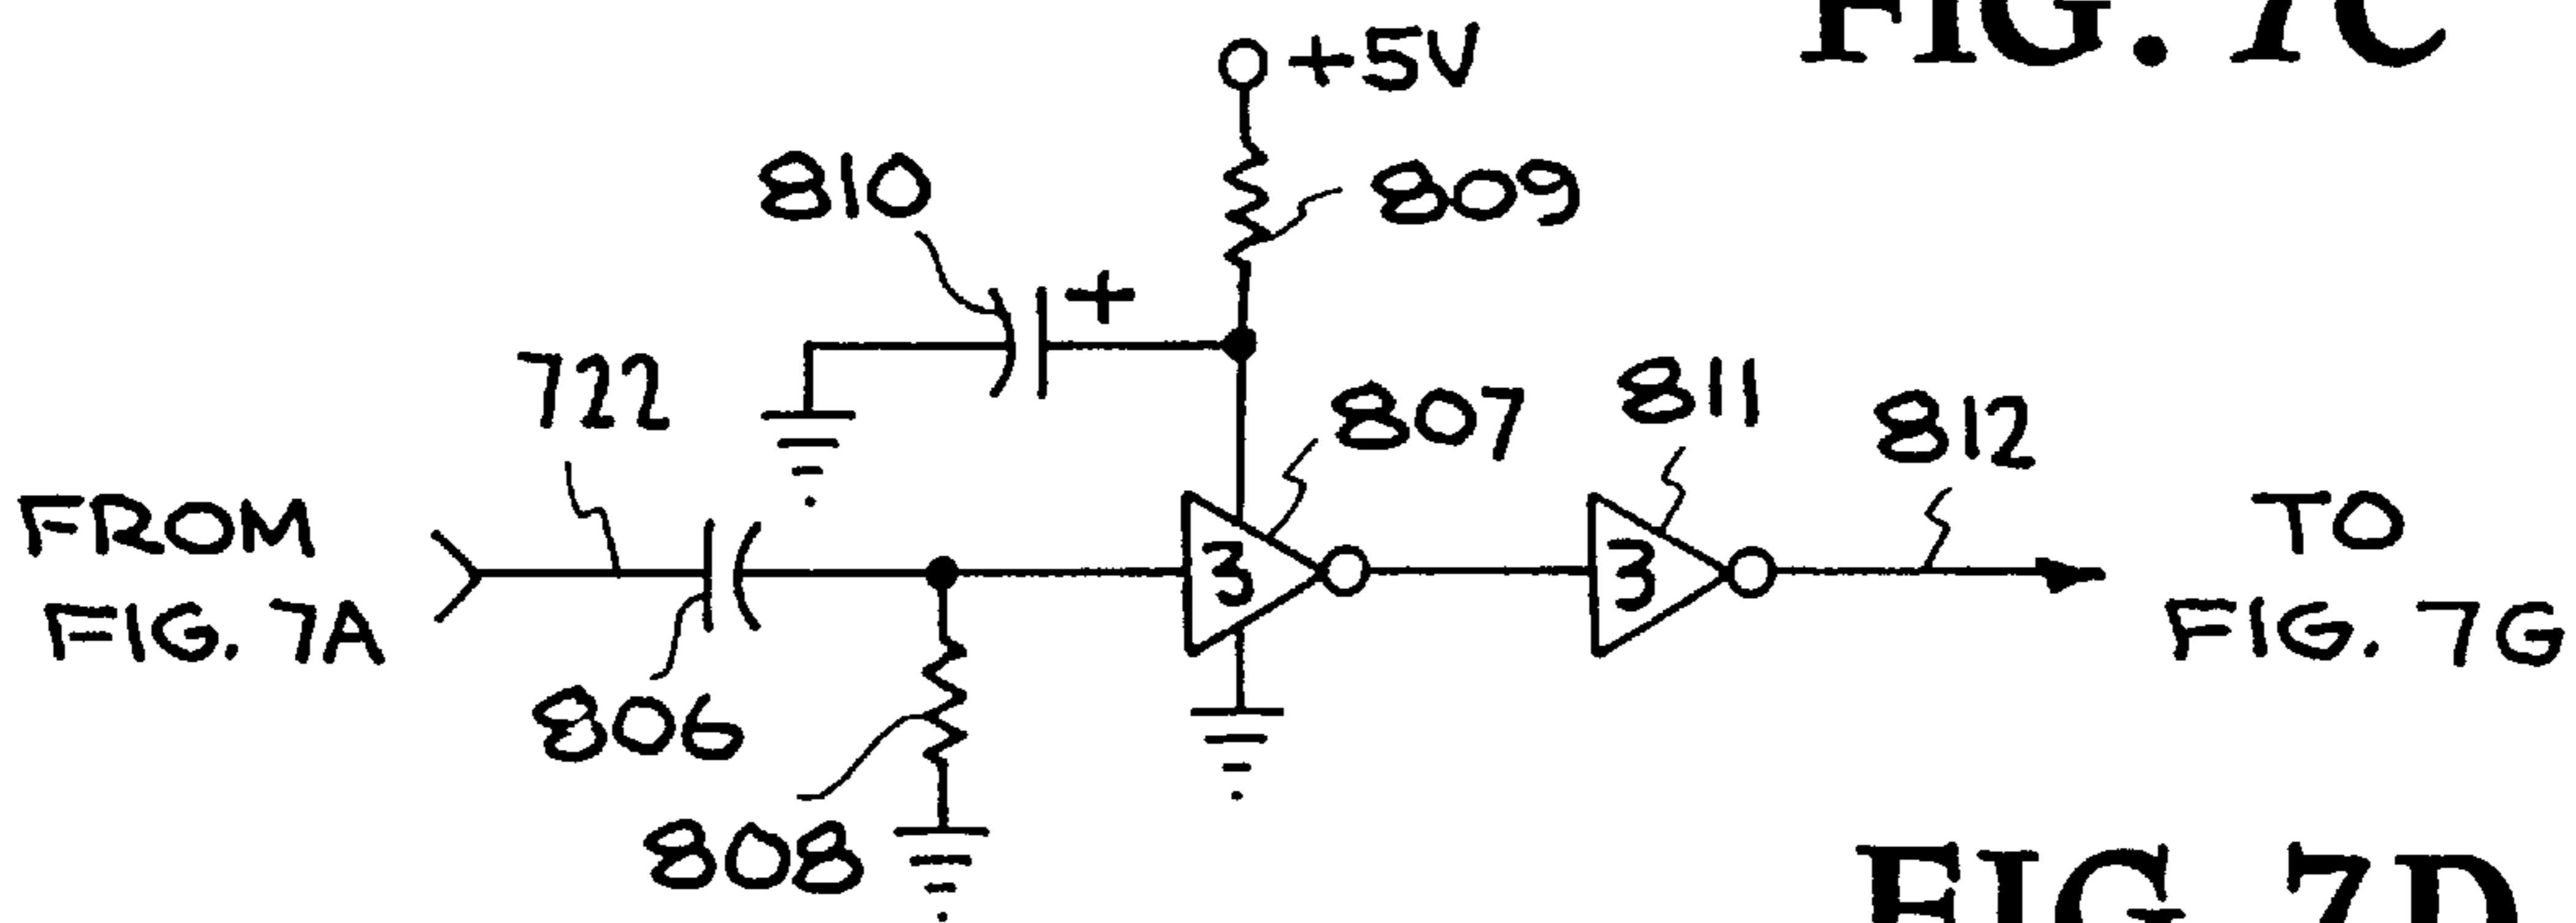 FIG. 7C
+5V
810
809
722
807
811
812
FROM
FIG. 7A
+
3
3
TO
FIG. 7G
806
808
FIG. 7D